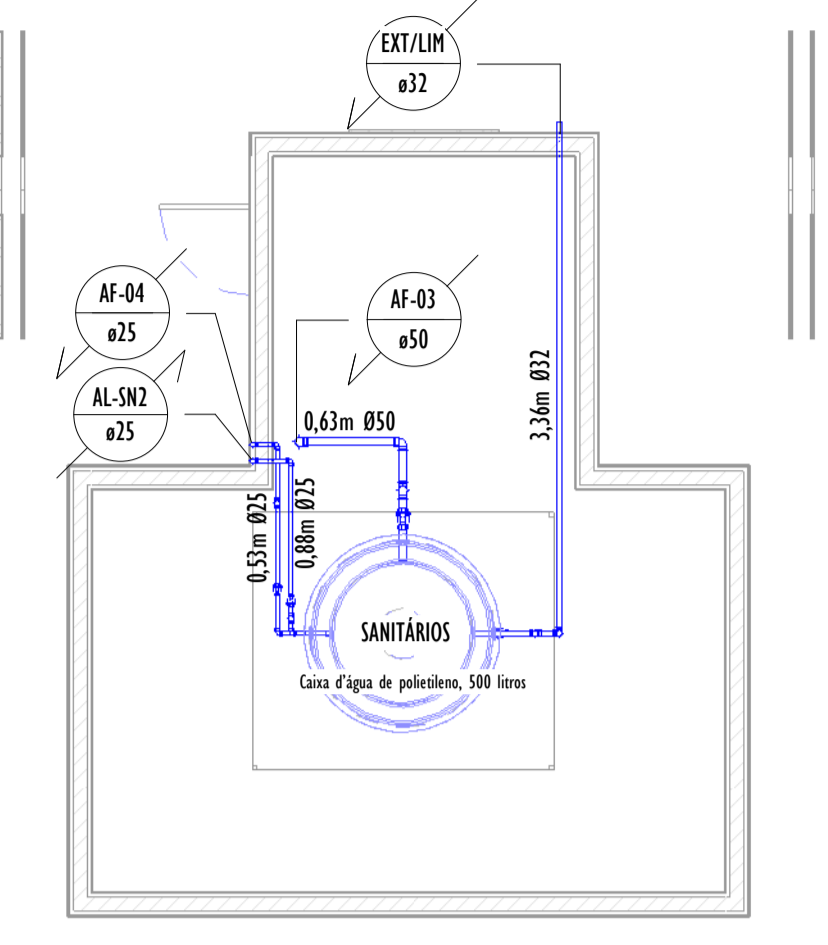 EXT/LIM
ø32
AF-04
ø25
AF-03
ø50
AL-SN2
ø25
3,36m Ø32
0,63m Ø50
0,53m Ø25
0,88m Ø25
SANITÁRIOS
Caixa d'água de polietileno, 500 litros